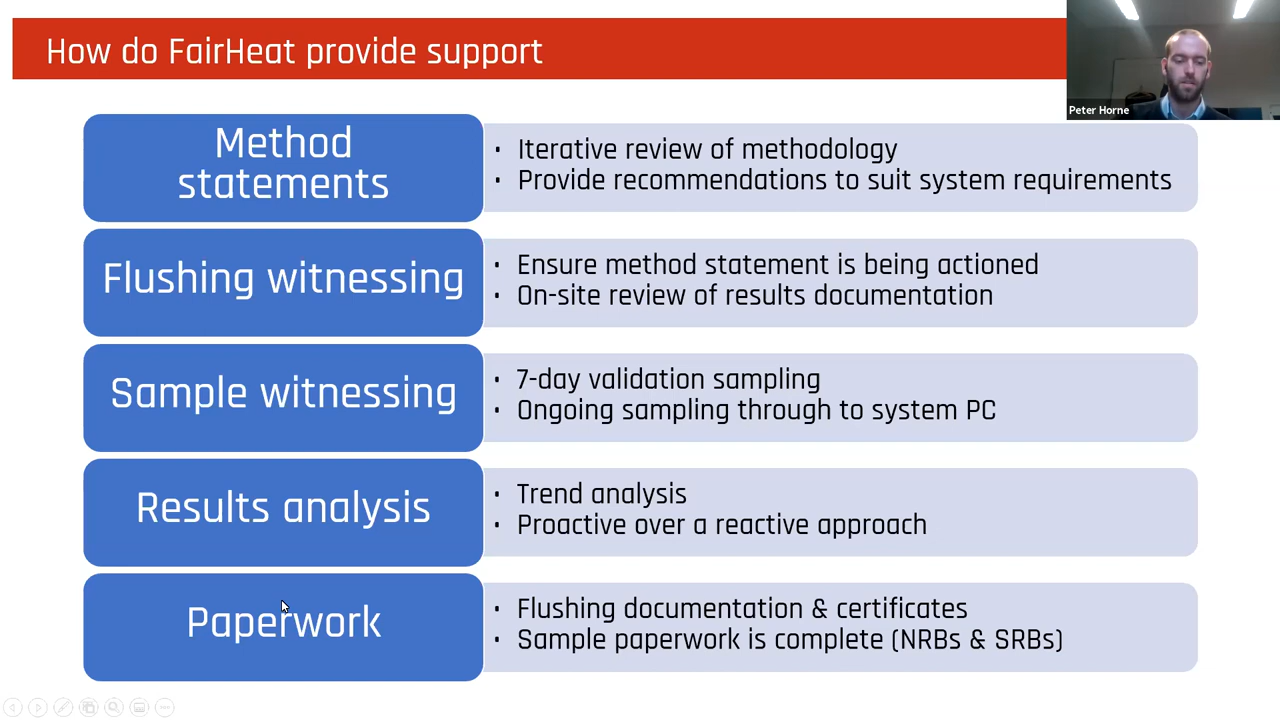 How do FairHeat provide support
Peter Horne
Method
statements
• Iterative review of methodology
• Provide recommendations to suit system requirements
Flushing witnessing
• Ensure method statement is being actioned
• On-site review of results documentation
Sample witnessing
• 7-day validation sampling
• Ongoing sampling through to system PC
Results analysis
• Trend analysis
• Proactive over a reactive approach
Paperwork
• Flushing documentation & certificates
• Sample paperwork is complete (NRBs & SRBs)